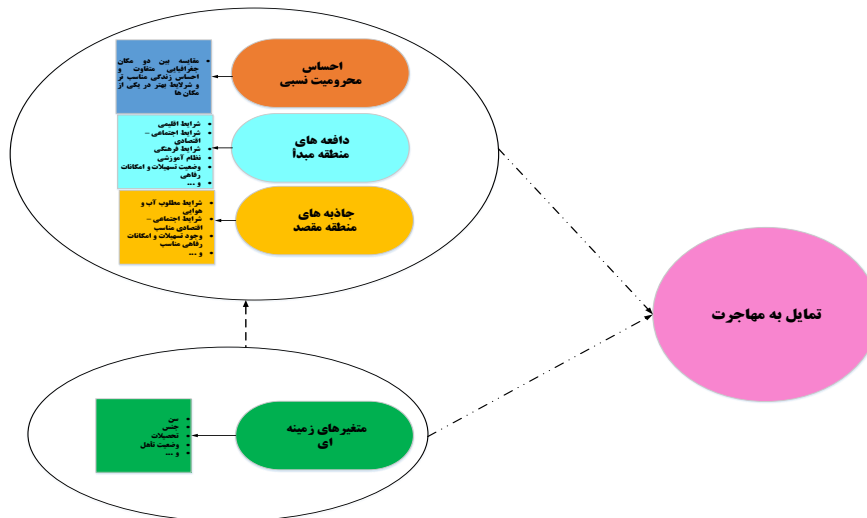 احساس
محرومیت نسبی
مقایسه بین دو مکان
جغرافیایی متفاوت و
احساس زندگی مناسب تر
و شرلایط بهتر در یکی از
مکان ها
دافعه های
منطقه مبدأ
شرایط اقلیمی
شرایط اجتماعی –
اقتصادی
شرایط فرهنگی
نظام آموزشی
وضعیت تسهیلات و امکانات
رفاهی
و ...
جاذبه های
منطقه مقصد
شرایط مطلوب آب و
هوایی
شرایط اجتماعی –
اقتصادی مناسب
وجود تسهیلات و امکانات
رفاهی مناسب
و ...
تمایل به مهاجرت
متغیرهای زمینه
ای
سن
جنس
تحصیلات
وضعیت تأهل
و ...